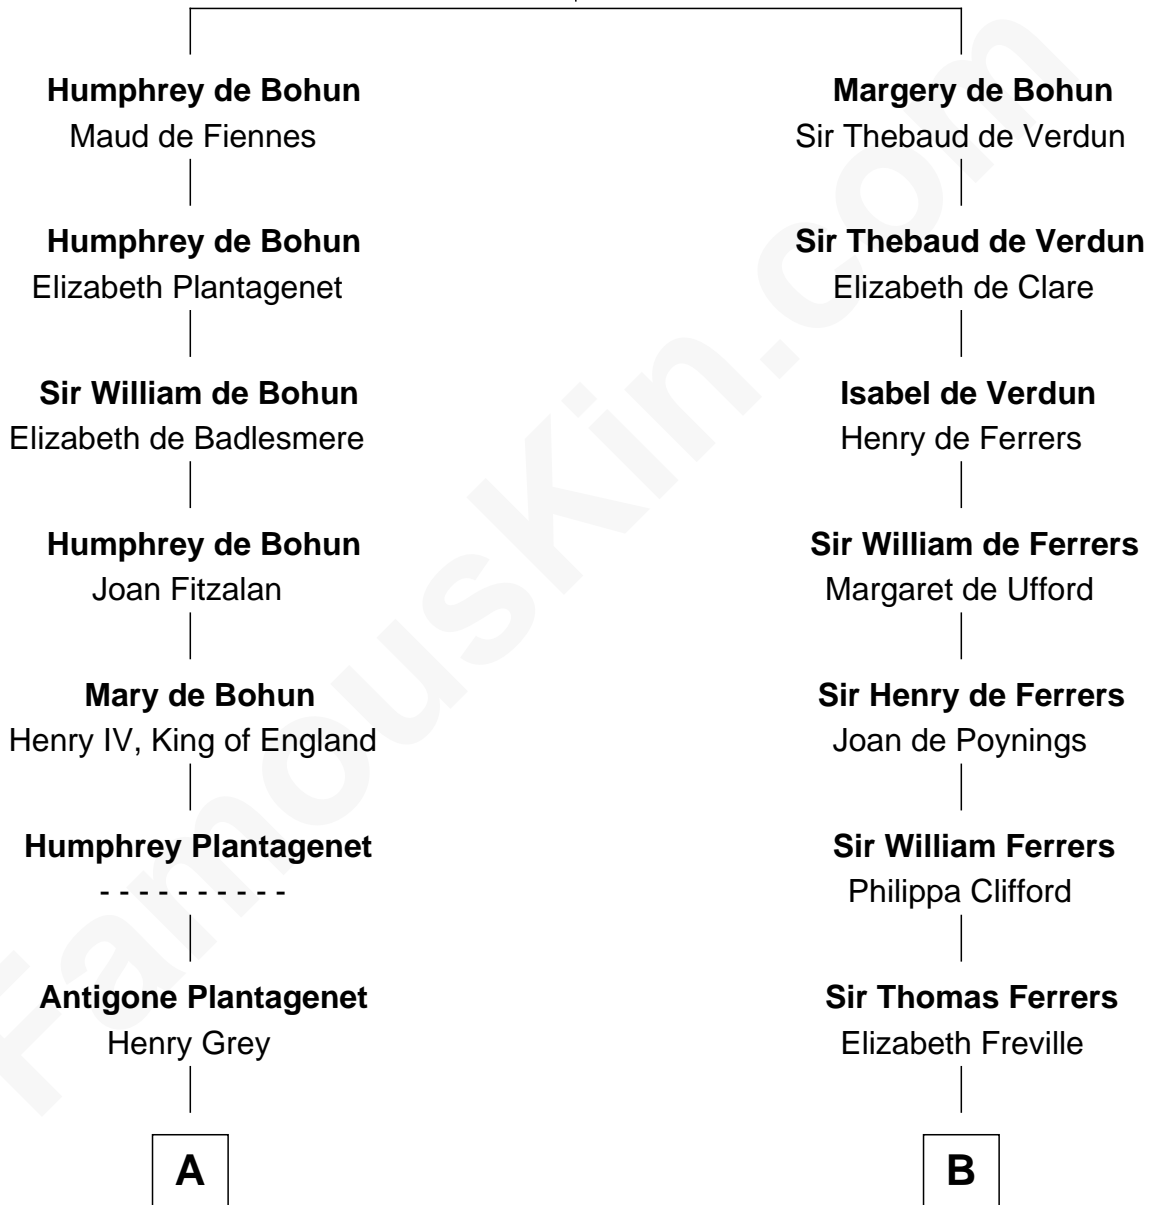 Humphrey de Bohun
Maud de Fiennes
Humphrey de Bohun
Elizabeth Plantagenet
Sir William de Bohun
Elizabeth de Badlesmere
Humphrey de Bohun
Joan Fitzalan
Mary de Bohun
Henry IV, King of England
Humphrey Plantagenet
- - - - - - - - - -
Antigone Plantagenet
Henry Grey
A
Margery de Bohun
Sir Thebaud de Verdun
Sir Thebaud de Verdun
Elizabeth de Clare
Isabel de Verdun
Henry de Ferrers
Sir William de Ferrers
Margaret de Ufford
Sir Henry de Ferrers
Joan de Poynings
Sir William Ferrers
Philippa Clifford
Sir Thomas Ferrers
Elizabeth Freville
B
FamousKin.com